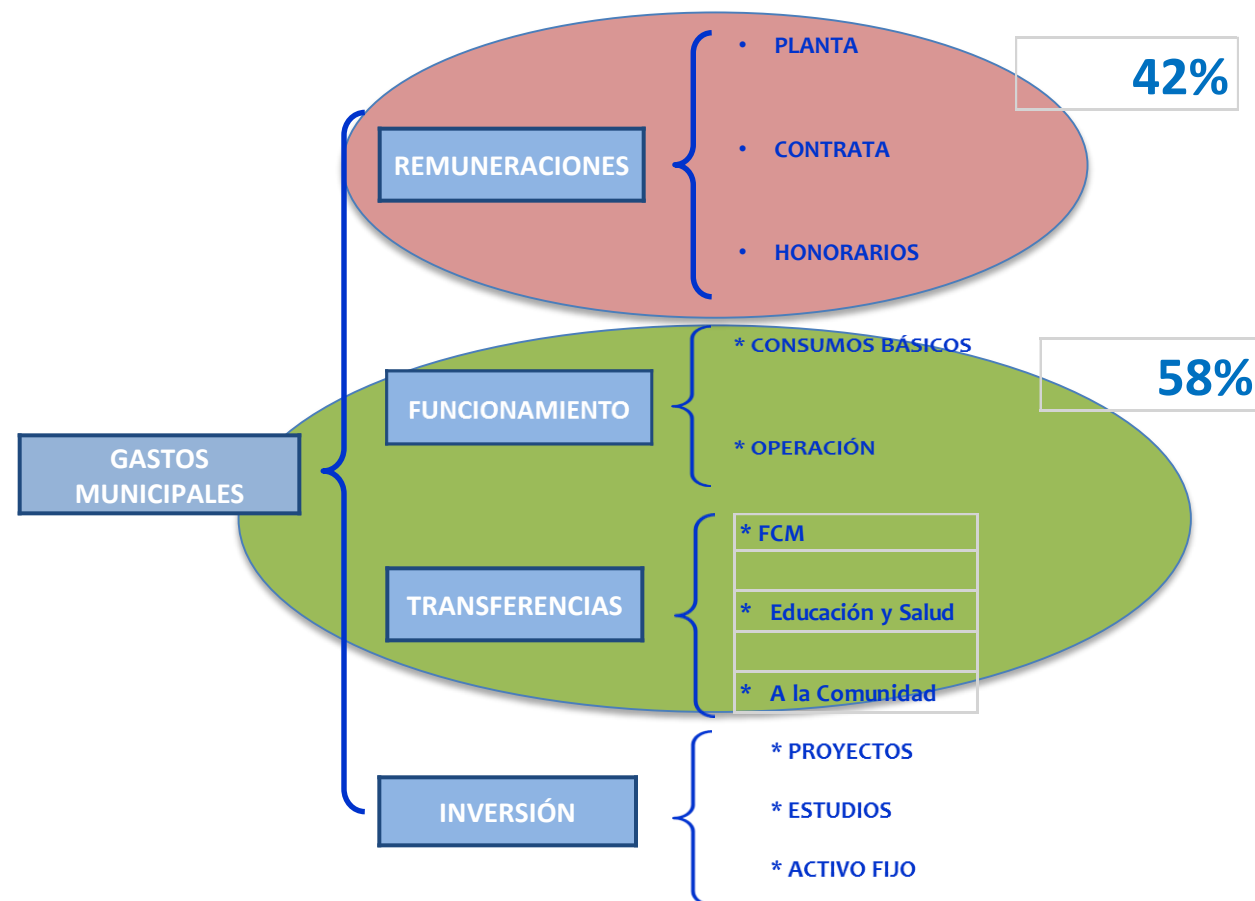 • PLANTA
42%
REMUNERACIONES
• CONTRATA
• HONORARIOS
* CONSUMOS BÁSICOS
58%
FUNCIONAMIENTO
* OPERACIÓN
GASTOS
MUNICIPALES
* FCM
TRANSFERENCIAS
* Educación y Salud
* A la Comunidad
* PROYECTOS
INVERSIÓN
* ESTUDIOS
* ACTIVO FIJO